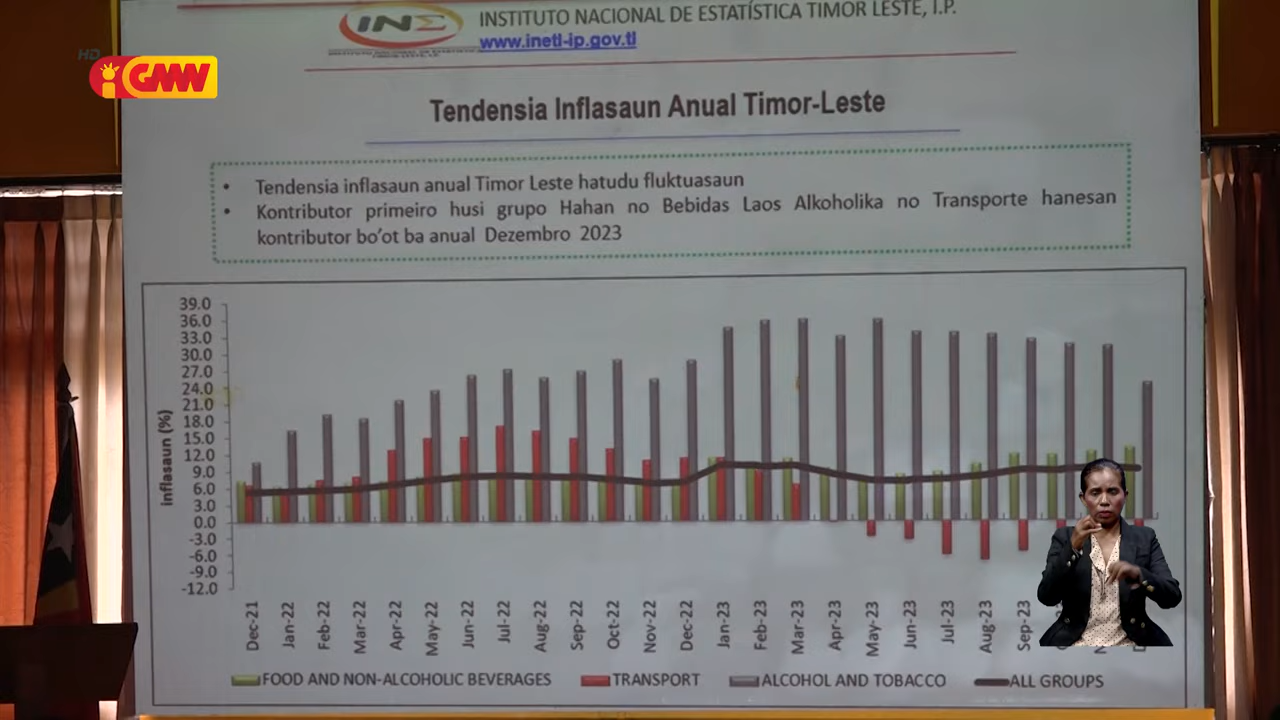 INSTITUTO NACIONAL DE ESTATÍSTICA TIMOR LESTE, I.P.
INE
www.inetl-ip.gov.tl
HD
GMN
Tendensia Inflasaun Anual Timor-Leste
• Tendensia inflasaun anual Timor Leste hatudu fluktuasaun
• Kontributor primeiro husi grupo Hahan no Bebidas Laos Alkoholika no Transporte hanesan
kontributor bo'ot ba anual Dezembro 2023
39.0
36.0
33.0
30.0
27.0
24.0
21.0
18.0
15.0
12.0
9.0
6.0
3.0
0.0
-3.0
-6.0
-9.0
-12.0
inflasaun (%)
Dec-21 Jan-22 Feb-22 Mar-22 Apr-22 May-22 Jun-22 Jul-22 Aug-22 Sep-22 Oct-22 Nov-22 Dec-22 Jan-23 Feb-23 Mar-23 Apr-23 May-23 Jun-23 Jul-23 Aug-23 Sep-23
FOOD AND NON-ALCOHOLIC BEVERAGES TRANSPORT ALCOHOL AND TOBACCO ALL GROUPS